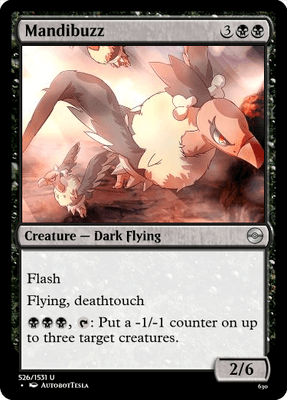 Mandibuzz 3
Creature — Dark Flying
Flash
Flying, deathtouch
: Put a -1/-1 counter on up
to three target creatures.
2/6
526/1531 U
• AutobotTesla
630